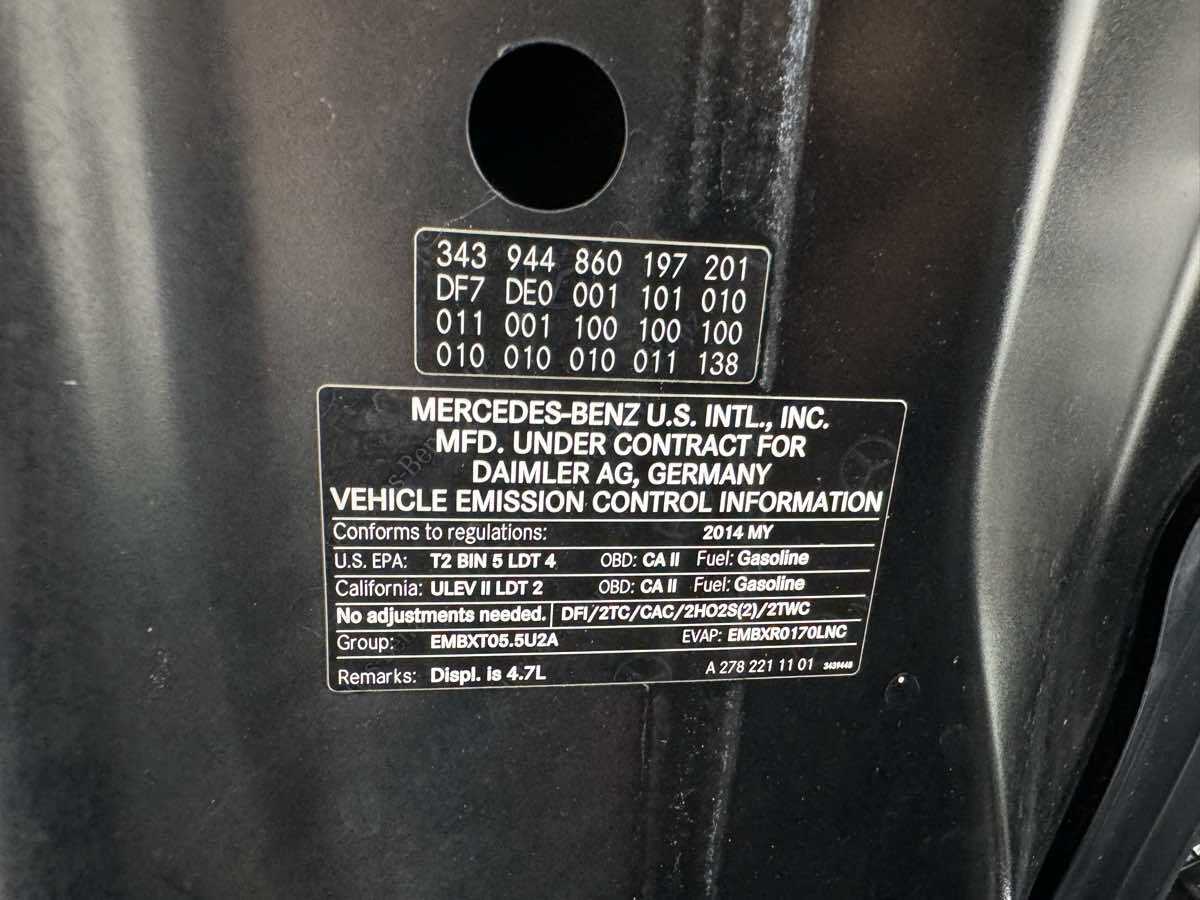 343 944 860 197 201
DF7 DE0 001 101 010
011 001 100 100 100
010 010 010 011 138
MERCEDES-BENZ U.S. INTL., INC.
MFD. UNDER CONTRACT FOR
DAIMLER AG, GERMANY
VEHICLE EMISSION CONTROL INFORMATION
Conforms to regulations: 2014 MY
U.S. EPA: T2 BIN 5 LDT 4 OBD: CA II Fuel: Gasoline
California: ULEV II LDT 2 OBD: CA II Fuel: Gasoline
No adjustments needed. DFI/2TC/CAC/2HO2S(2)/2TWC
Group: EMBXT05.5U2A EVAP: EMBXR0170LNC
Remarks: Displ. is 4.7L A 278 221 11 01 3439448